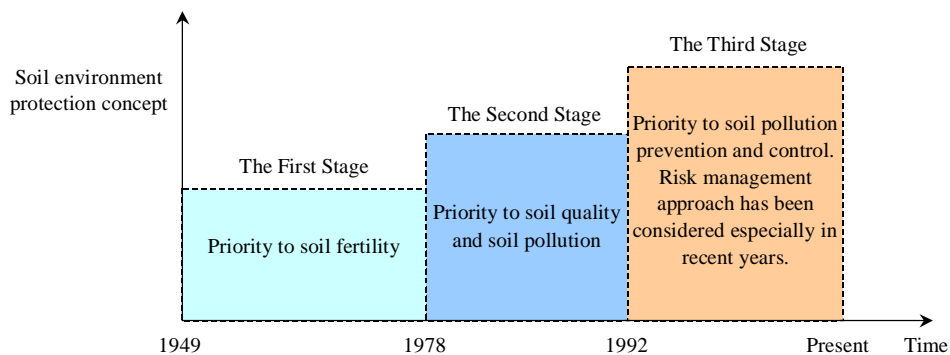 The Third Stage
Soil environment
protection concept
The Second Stage
Priority to soil pollution
prevention and control.
Risk management
approach has been
considered especially in
recent years.
The First Stage
Priority to soil quality
and soil pollution
Priority to soil fertility
1949
1978
1992
Present
Time